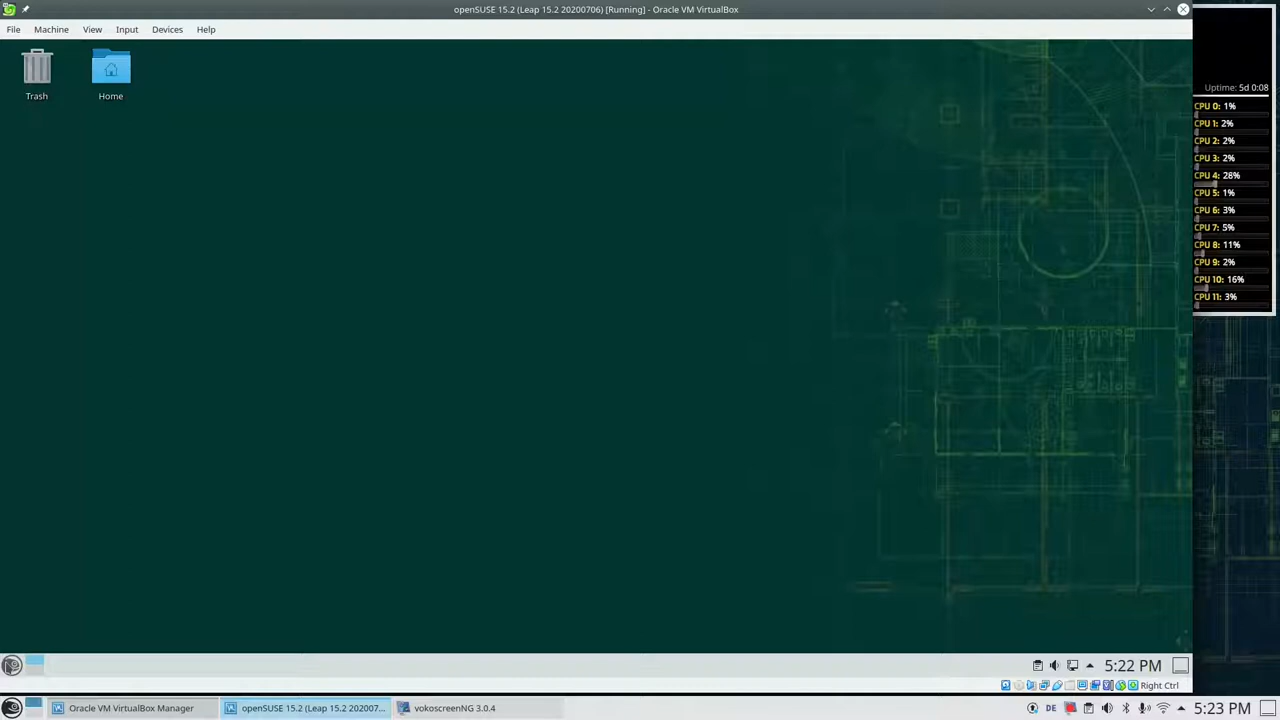 openSUSE 15.2 (Leap 15.2 20200706) [Running] - Oracle VM VirtualBox
File Machine View Input Devices Help
Trash Home
Uptime: 5d 0:08
CPU 0: 1%
CPU 1: 2%
CPU 2: 2%
CPU 3: 2%
CPU 4: 28%
CPU 5: 1%
CPU 6: 3%
CPU 7: 5%
CPU 8: 11%
CPU 9: 2%
CPU 10: 16%
CPU 11: 3%
5:22 PM
Right Ctrl
Oracle VM VirtualBox Manager openSUSE 15.2 (Leap 15.2 202007... vokoscreenNG 3.0.4 DE 5:23 PM